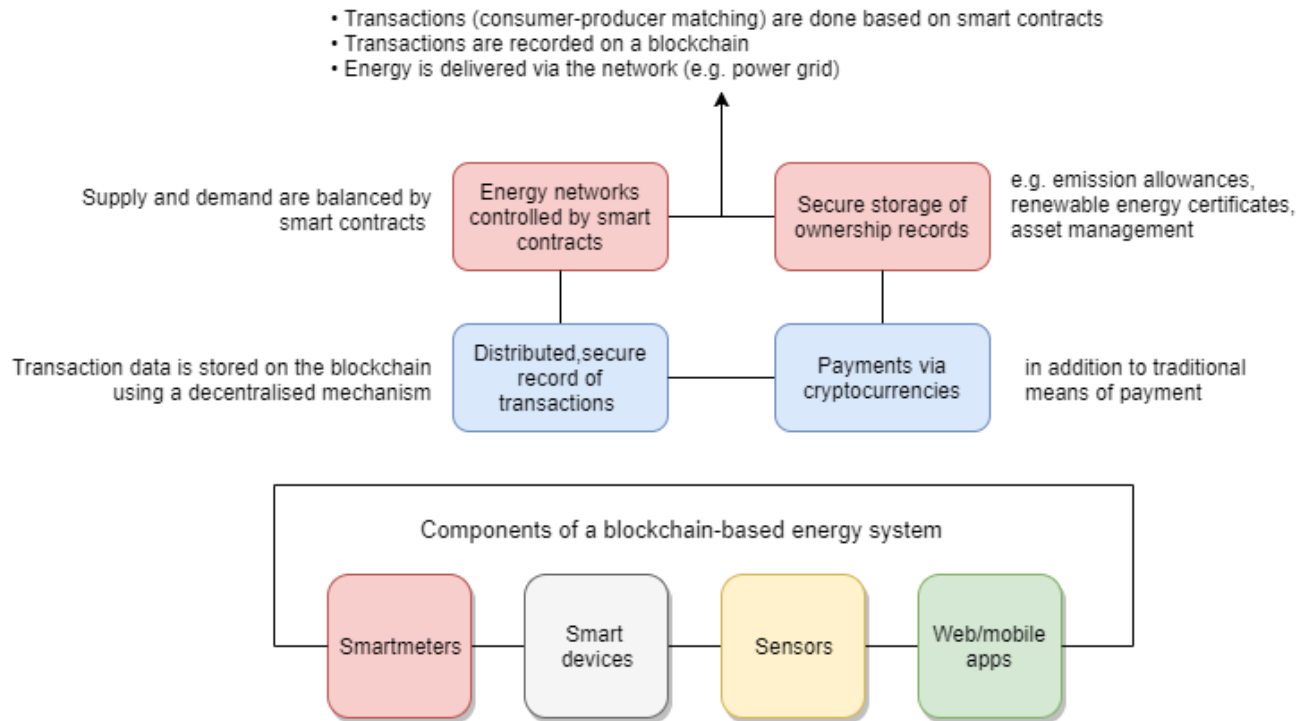 • Transactions (consumer-producer matching) are done based on smart contracts
• Transactions are recorded on a blockchain
• Energy is delivered via the network (e.g. power grid)
Supply and demand are balanced by
smart contracts
Energy networks
controlled by smart
contracts
Secure storage of
ownership records
e.g. emission allowances,
renewable energy certificates,
asset management
Transaction data is stored on the blockchain
using a decentralised mechanism
Distributed,secure
record of
transactions
Payments via
cryptocurrencies
in addition to traditional
means of payment
Components of a blockchain-based energy system
Smartmeters
Smart
devices
Sensors
Web/mobile
apps